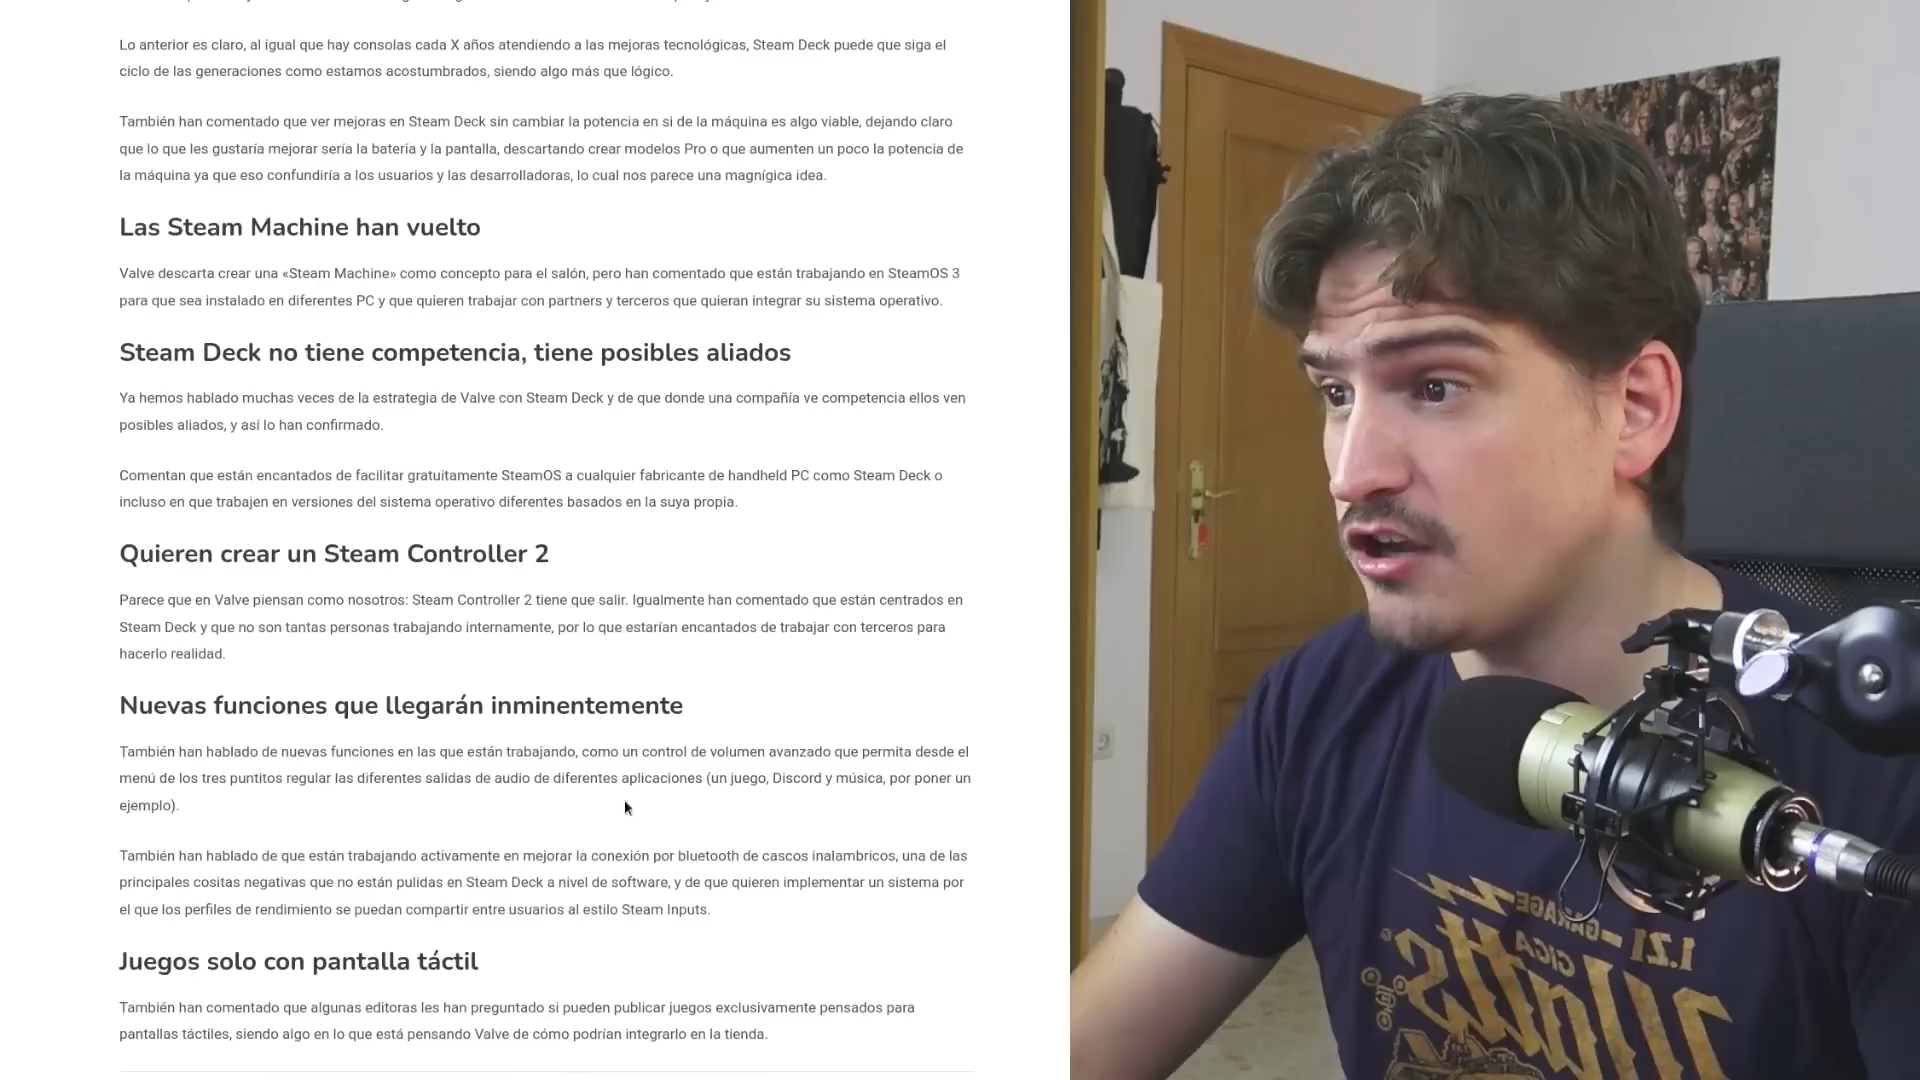 Lo anterior es claro, al igual que hay consolas cada X años atendiendo a las mejoras tecnológicas, Steam Deck puede que siga el
ciclo de las generaciones como estamos acostumbrados, siendo algo más que lógico.
También han comentado que ver mejoras en Steam Deck sin cambiar la potencia en si de la máquina es algo viable, dejando claro
que lo que les gustaría mejorar sería la batería y la pantalla, descartando crear modelos Pro o que aumenten un poco la potencia de
la máquina ya que eso confundiría a los usuarios y las desarrolladoras, lo cual nos parece una magnígica idea.
Las Steam Machine han vuelto
Valve descarta crear una «Steam Machine» como concepto para el salón, pero han comentado que están trabajando en SteamOS 3
para que sea instalado en diferentes PC y que quieren trabajar con partners y terceros que quieran integrar su sistema operativo.
Steam Deck no tiene competencia, tiene posibles aliados
Ya hemos hablado muchas veces de la estrategia de Valve con Steam Deck y de que donde una compañía ve competencia ellos ven
posibles aliados, y así lo han confirmado.
Comentan que están encantados de facilitar gratuitamente SteamOS a cualquier fabricante de handheld PC como Steam Deck o
incluso en que trabajen en versiones del sistema operativo diferentes basados en la suya propia.
Quieren crear un Steam Controller 2
Parece que en Valve piensan como nosotros: Steam Controller 2 tiene que salir. Igualmente han comentado que están centrados en
Steam Deck y que no son tantas personas trabajando internamente, por lo que estarían encantados de trabajar con terceros para
hacerlo realidad.
Nuevas funciones que llegarán inminentemente
También han hablado de nuevas funciones en las que están trabajando, como un control de volumen avanzado que permita desde el
menú de los tres puntitos regular las diferentes salidas de audio de diferentes aplicaciones (un juego, Discord y música, por poner un
ejemplo).
También han hablado de que están trabajando activamente en mejorar la conexión por bluetooth de cascos inalambricos, una de las
principales cositas negativas que no están pulidas en Steam Deck a nivel de software, y de que quieren implementar un sistema por
el que los perfiles de rendimiento se puedan compartir entre usuarios al estilo Steam Inputs.
Juegos solo con pantalla táctil
También han comentado que algunas editoras les han preguntado si pueden publicar juegos exclusivamente pensados para
pantallas táctiles, siendo algo en lo que está pensando Valve de cómo podrían integrarlo en la tienda.
1.21
GIGA
Watts